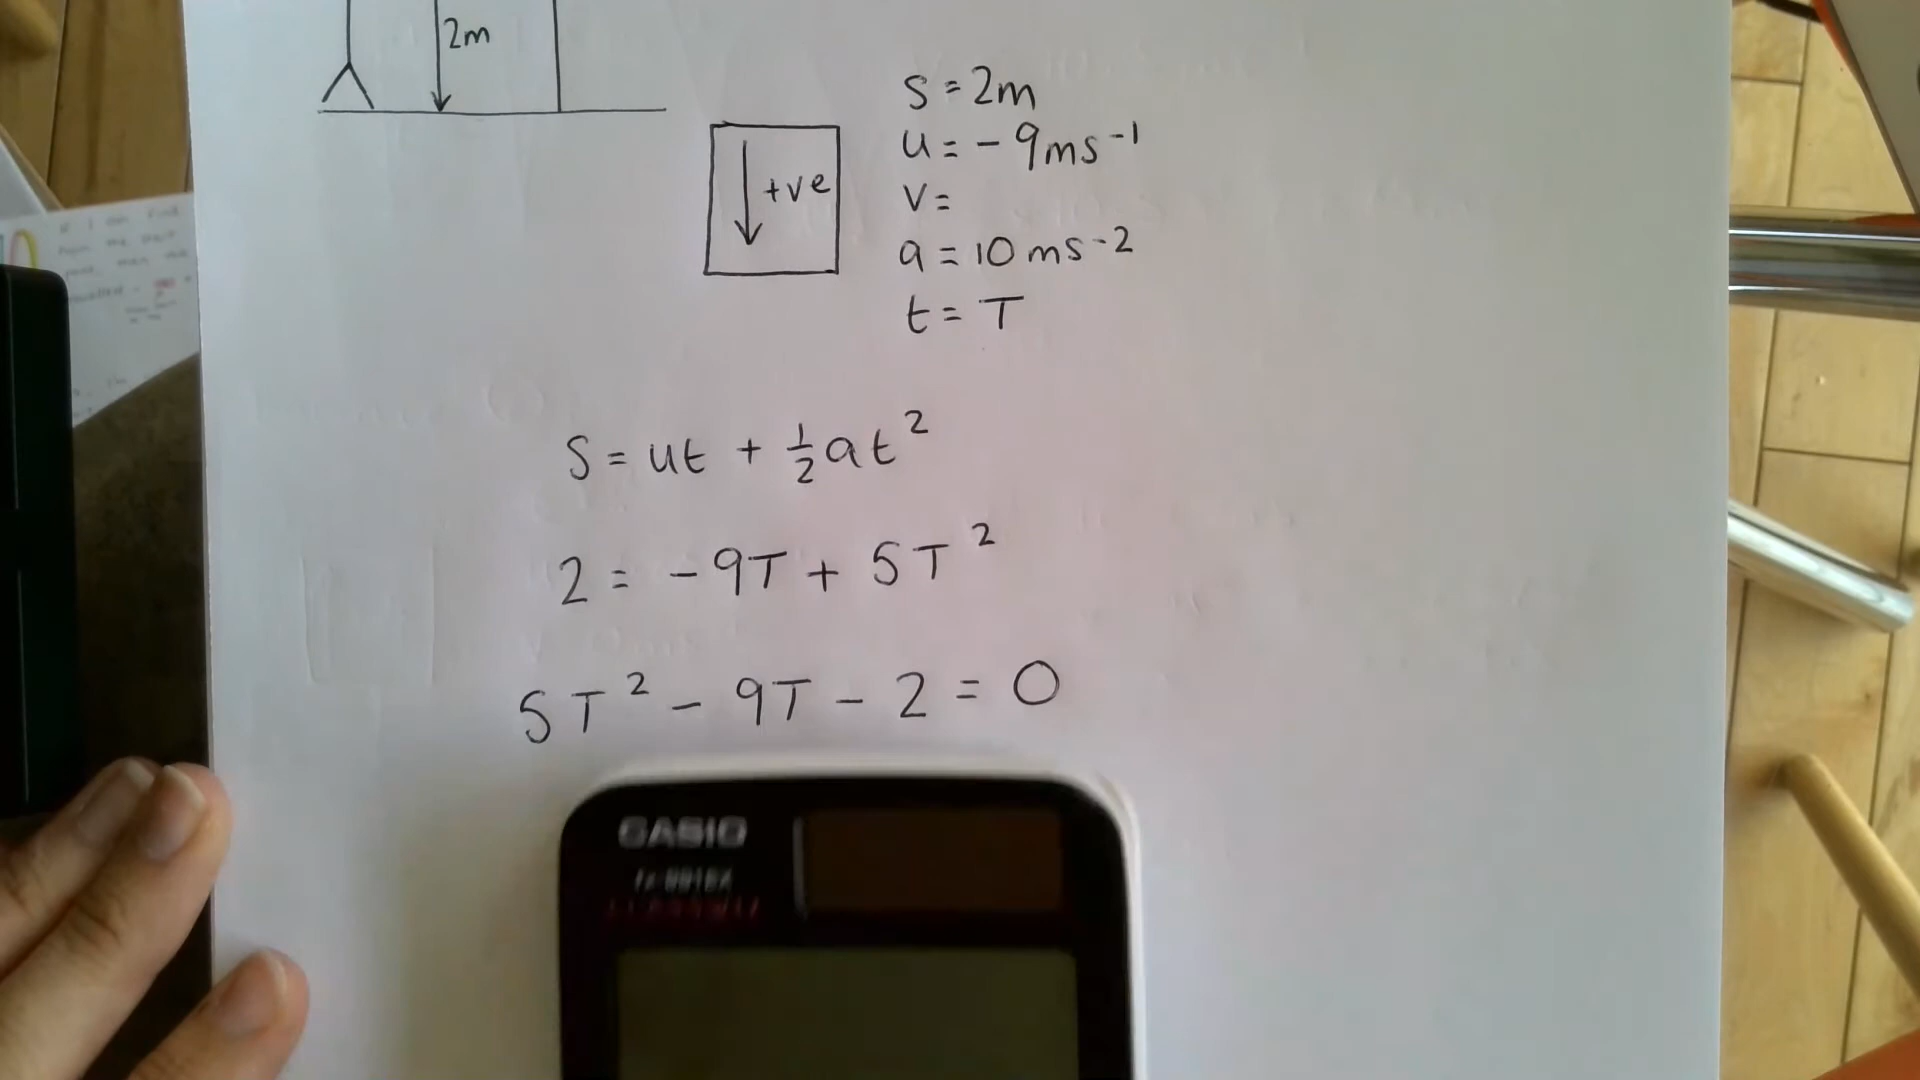 2m
s = 2m
u = - 9ms⁻¹
v =
+ve
a = 10 ms⁻²
t = T
s = ut + ½at²
2 = - 9T + 5T²
5T² - 9T - 2 = 0
CASIO